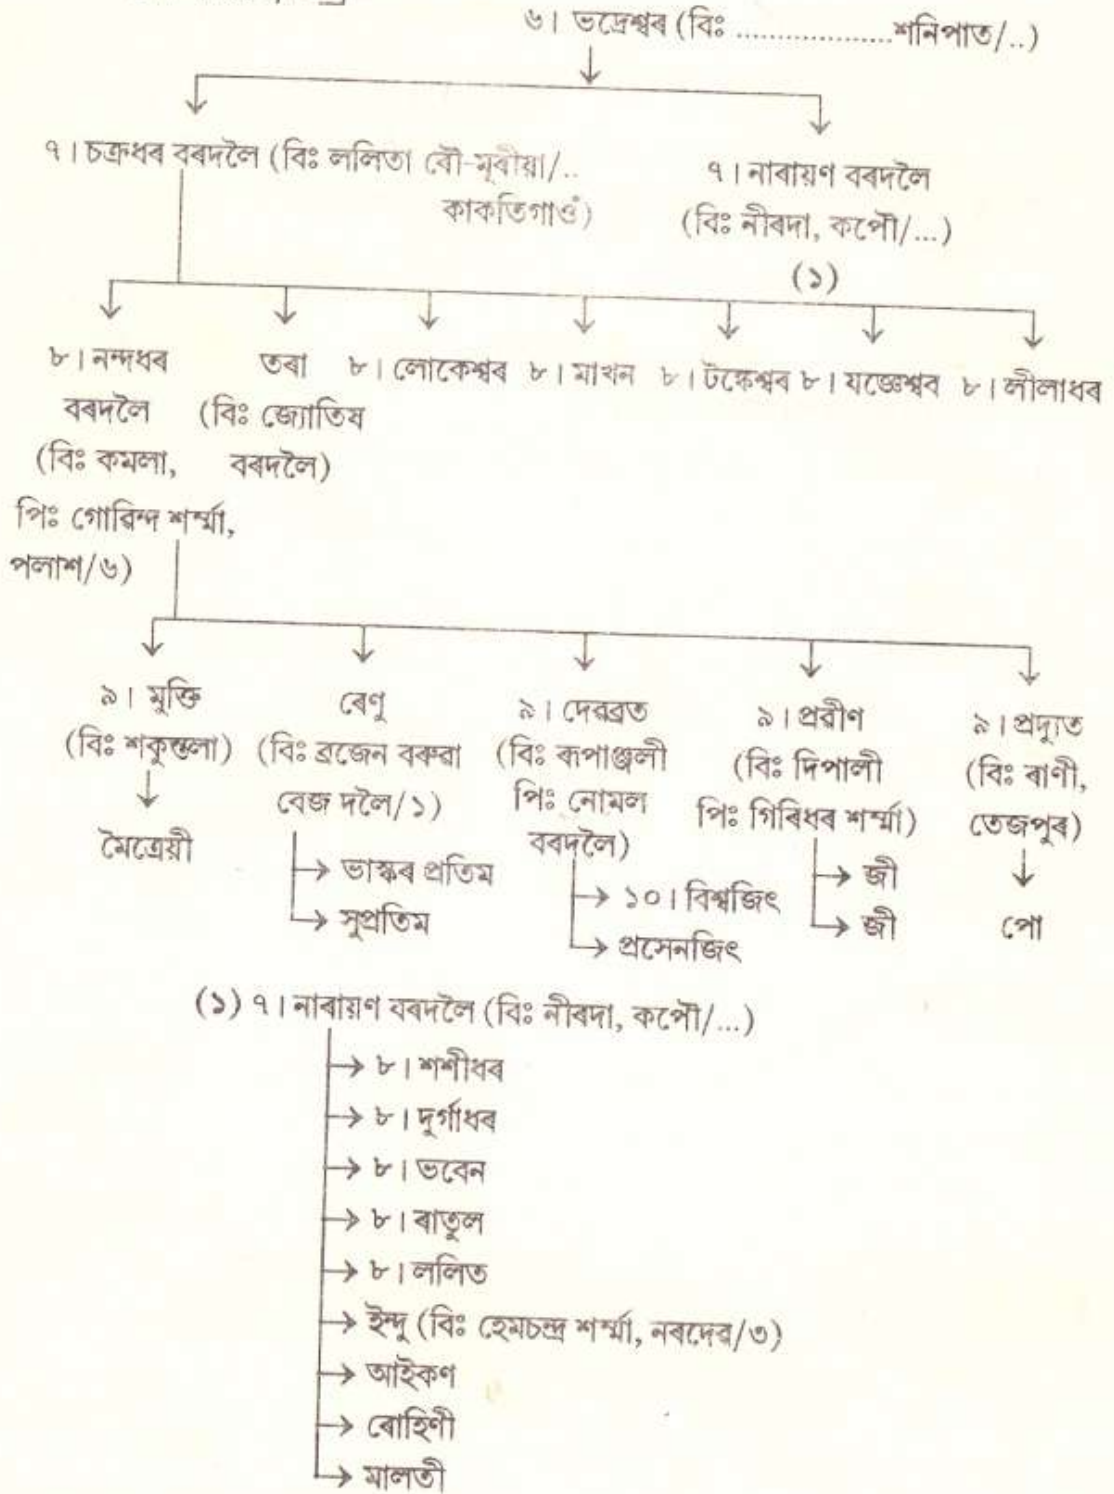 ৬। ভদ্ৰেশ্বৰ (বিঃ ..................শনিপাত/..)
৭। চক্ৰধৰ বৰদলৈ (বিঃ ললিতা বৌ-মূৰীয়া/..
কাকতিগাওঁ)
৭। নাৰায়ণ বৰদলৈ
(বিঃ নীৰদা, কপৌ/...)
(১)
৮। নন্দধৰ
বৰদলৈ
(বিঃ কমলা,
পিঃ গোৱিন্দ শৰ্ম্মা,
পলাশ/৬)
তৰা
(বিঃ জ্যোতিষ
বৰদলৈ)
৮। লোকেশ্বৰ
৮। মাখন
৮। টঙ্কেশ্বৰ
৮। যজ্ঞেশ্বৰ
৮। লীলাধৰ
৯। মুক্তি
(বিঃ শকুন্তলা)
মৈত্ৰেয়ী
ৰেণু
(বিঃ ব্ৰজেন বৰুৱা
বেজ দলৈ/১)
ভাস্কৰ প্ৰতিম
সুপ্ৰতিম
৯। দেৱব্ৰত
(বিঃ ৰূপাঞ্জলী
পিঃ নোমল
বৰদলৈ)
১০। বিশ্বজিৎ
প্ৰসেনজিৎ
৯। প্ৰৱীণ
(বিঃ দিপালী
পিঃ গিৰিধৰ শৰ্ম্মা)
জী
জী
৯। প্ৰদ্যুত
(বিঃ ৰাণী,
তেজপুৰ)
পো
(১) ৭। নাৰায়ণ বৰদলৈ (বিঃ নীৰদা, কপৌ/...)
৮। শশীধৰ
৮। দুৰ্গাধৰ
৮। ভবেন
৮। ৰাতুল
৮। ললিত
ইন্দু (বিঃ হেমচন্দ্ৰ শৰ্ম্মা, নৰদেৱ/৩)
আইকণ
ৰোহিণী
মালতী